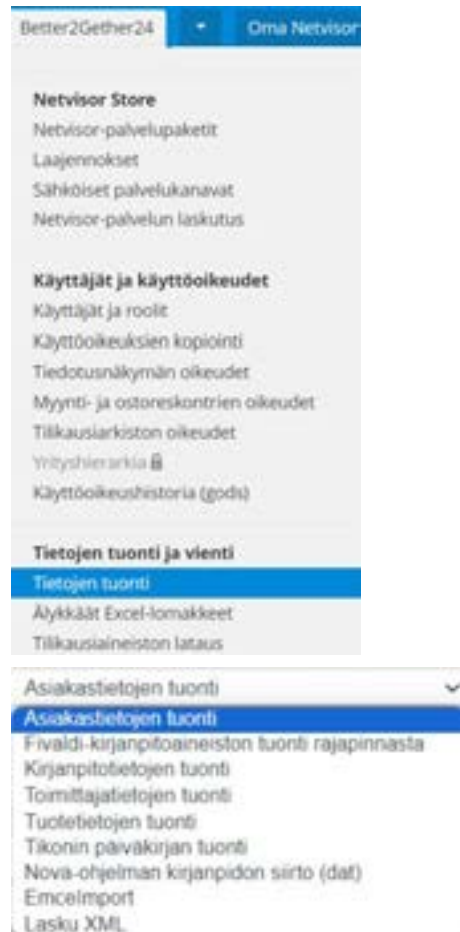 Better2Gether24 Oma Netvisor
Netvisor Store
Netvisor-palvelupaketit
Laajennokset
Sähköiset palvelukanavat
Netvisor-palvelun laskutus
Käyttäjät ja käyttöoikeudet
Käyttäjät ja roolit
Käyttöoikeuksien kopiointi
Tiedotusnäkymän oikeudet
Myynti- ja ostoreskontrien oikeudet
Tilikausiarkiston oikeudet
Yrityshierarkia
Käyttöoikeushistoria (gods)
Tietojen tuonti ja vienti
Tietojen tuonti
Älykkäät Excel-lomakkeet
Tilikausiaineiston lataus
Asiakastietojen tuonti
Asiakastietojen tuonti
Fivaldi-kirjanpitoaineiston tuonti rajapinnasta
Kirjanpitotietojen tuonti
Toimittajatietojen tuonti
Tuotetietojen tuonti
Tikonin päiväkirjan tuonti
Nova-ohjelman kirjanpidon siirto (dat)
EmceImport
Lasku XML